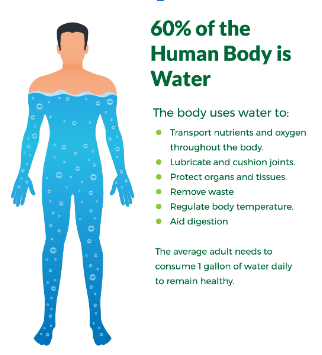 60% of the
Human Body is
Water
The body uses water to:
Transport nutrients and oxygen
throughout the body.
Lubricate and cushion joints.
Protect organs and tissues.
Remove waste
Regulate body temperature.
Aid digestion
The average adult needs to
consume 1 gallon of water daily
to remain healthy.